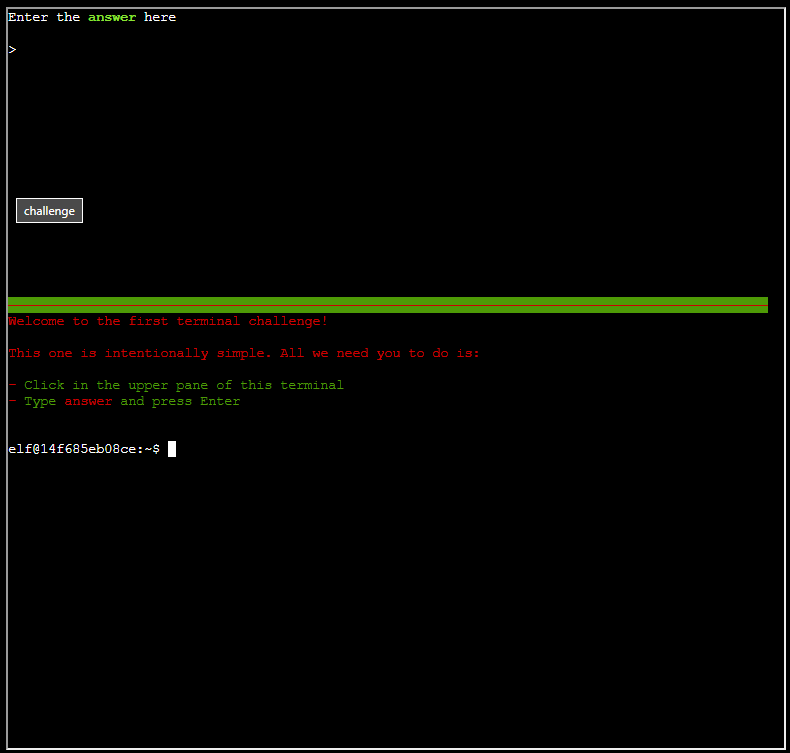 Enter the answer here
>
challenge
Welcome to the first terminal challenge!
This one is intentionally simple. All we need you to do is:
- Click in the upper pane of this terminal
- Type answer and press Enter
elf@14f685eb08ce:~$